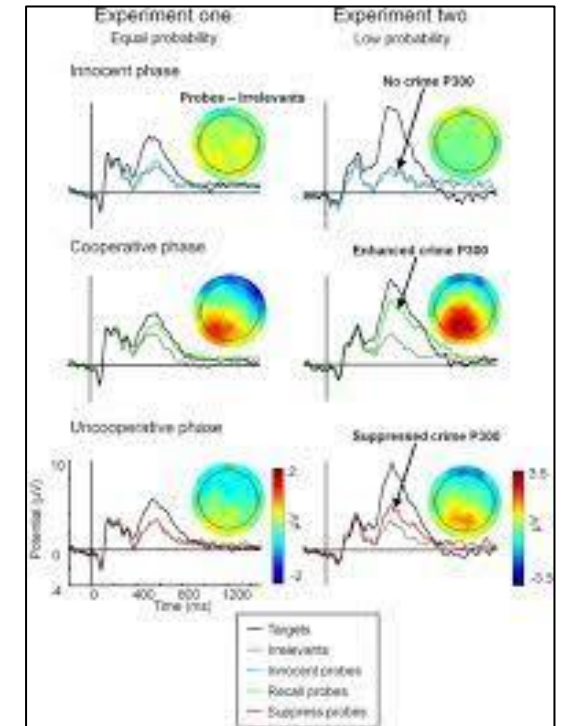 Experiment one
Equal probability
Experiment two
Low probability
Innocent phase
Probes – Irrelevants
No crime P300
Cooperative phase
Enhanced crime P300
Uncooperative phase
Suppressed crime P300
10
Potential (µV)
0
-4
0 400 800 1200
Time (ms)
2
µV
-2
3.5
µV
-3.5
Targets
Irrelevants
Innocent probes
Recall probes
Suppress probes